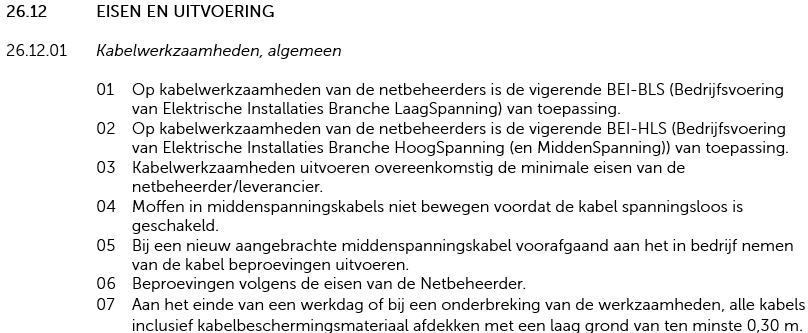 26.12 EISEN EN UITVOERING
26.12.01 Kabelwerkzaamheden, algemeen
01 Op kabelwerkzaamheden van de netbeheerders is de vigerende BEI-BLS (Bedrijfsvoering
van Elektrische Installaties Branche LaagSpanning) van toepassing.
02 Op kabelwerkzaamheden van de netbeheerders is de vigerende BEI-HLS (Bedrijfsvoering
van Elektrische Installaties Branche HoogSpanning (en MiddenSpanning)) van toepassing.
03 Kabelwerkzaamheden uitvoeren overeenkomstig de minimale eisen van de
netbeheerder/leverancier.
04 Moffen in middenspanningskabels niet bewegen voordat de kabel spanningsloos is
geschakeld.
05 Bij een nieuw aangebrachte middenspanningskabel voorafgaand aan het in bedrijf nemen
van de kabel beproevingen uitvoeren.
06 Beproevingen volgens de eisen van de Netbeheerder.
07 Aan het einde van een werkdag of bij een onderbreking van de werkzaamheden, alle kabels
inclusief kabelbeschermingsmateriaal afdekken met een laag grond van ten minste 0,30 m.